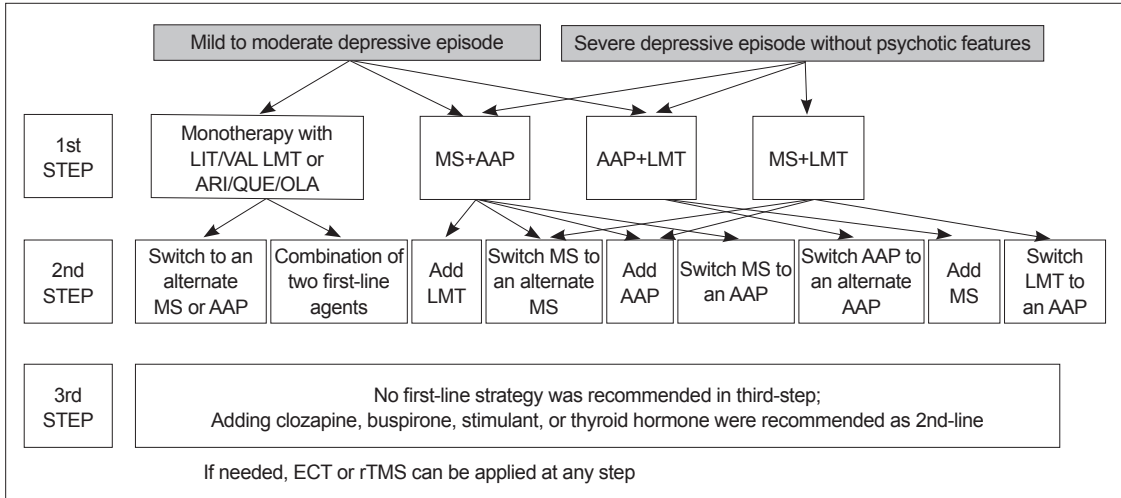 Mild to moderate depressive episode
Severe depressive episode without psychotic features
1st
STEP
Monotherapy with
LIT/VAL LMT or
ARI/QUE/OLA
MS+AAP
AAP+LMT
MS+LMT
2nd
STEP
Switch to an
alternate
MS or AAP
Combination of
two first-line
agents
Add
LMT
Switch MS to
an alternate
MS
Add
AAP
Switch MS to
an AAP
Switch AAP to
an alternate
AAP
Add
MS
Switch
LMT to
an AAP
3rd
STEP
No first-line strategy was recommended in third-step;
Adding clozapine, buspirone, stimulant, or thyroid hormone were recommended as 2nd-line
If needed, ECT or rTMS can be applied at any step